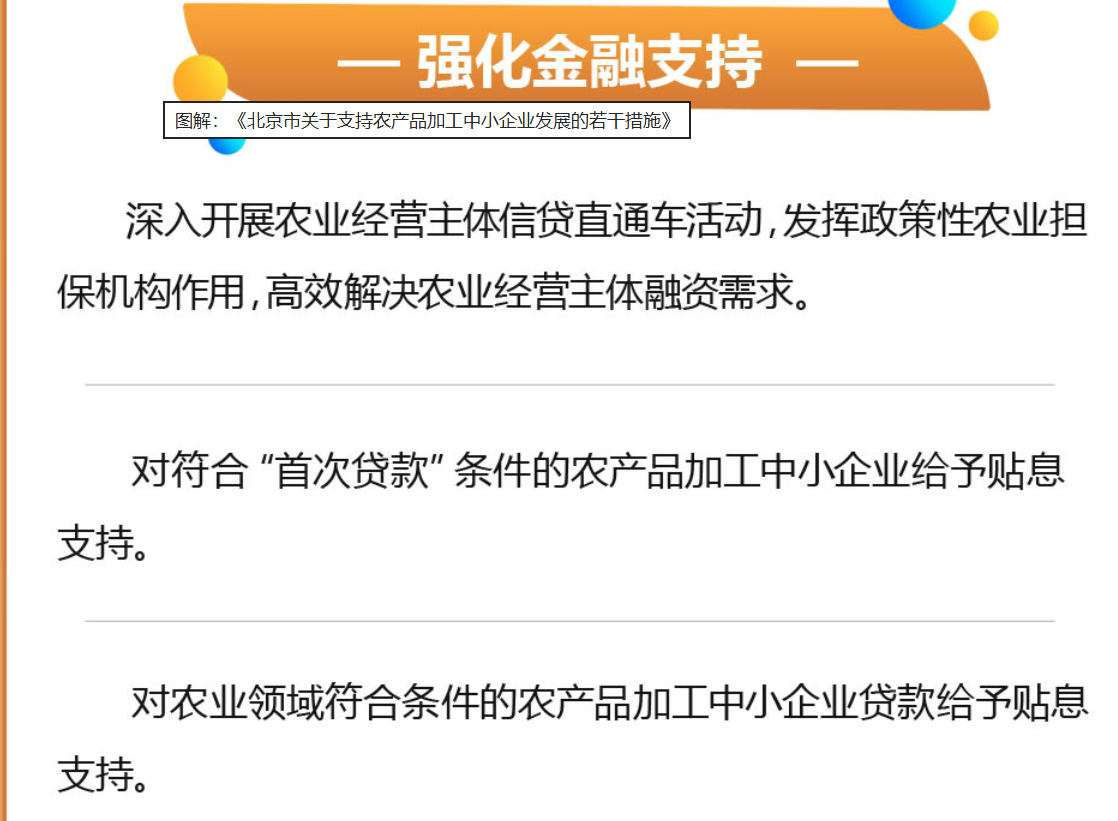 — 强化金融支持 —
图解：《北京市关于支持农产品加工中小企业发展的若干措施》
深入开展农业经营主体信贷直通车活动,发挥政策性农业担
保机构作用,高效解决农业经营主体融资需求。
对符合“首次贷款”条件的农产品加工中小企业给予贴息
支持。
对农业领域符合条件的农产品加工中小企业贷款给予贴息
支持。